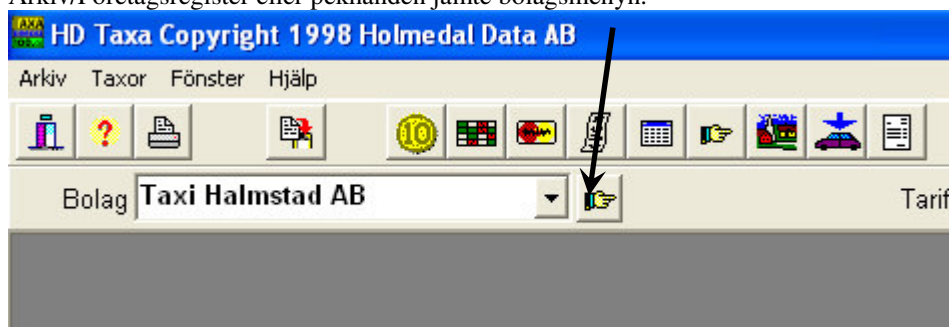 Arkiv/Företagsregister eller pekhanden jämte bolagsmenyn.
HD Taxa Copyright 1998 Holmedal Data AB
Arkiv Taxor Fönster Hjälp
? 10
Bolag Taxi Halmstad AB Tarif